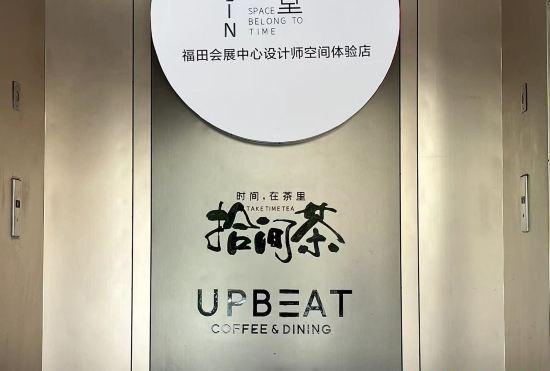 SPACE
BELONG TO
TIME
福田会展中心设计师空间体验店
时间,在茶里
TAKE TIME TEA
拾间茶
UPBEAT
COFFEE & DINING